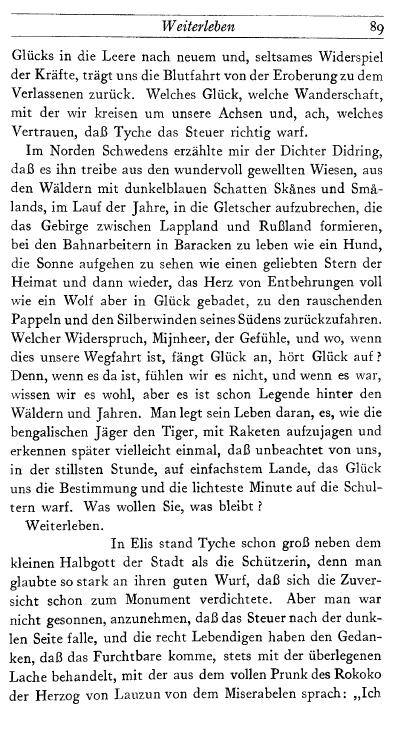 Weiterleben 89
Glücks in die Leere nach neuem und, seltsames Widerspiel
der Kräfte, trägt uns die Blutfahrt von der Eroberung zu dem
Verlassenen zurück. Welches Glück, welche Wanderschaft,
mit der wir kreisen um unsere Achsen und, ach, welches
Vertrauen, daß Tyche das Steuer richtig warf.
Im Norden Schwedens erzählte mir der Dichter Didring,
daß es ihn treibe aus den wundervoll gewellten Wiesen, aus
den Wäldern mit dunkelblauen Schatten Skånes und Små-
lands, im Lauf der Jahre, in die Gletscher aufzubrechen, die
das Gebirge zwischen Lappland und Rußland formieren,
bei den Bahnarbeitern in Baracken zu leben wie ein Hund,
die Sonne aufgehen zu sehen wie einen geliebten Stern der
Heimat und dann wieder, das Herz von Entbehrungen voll
wie ein Wolf aber in Glück gebadet, zu den rauschenden
Pappeln und den Silberwinden seines Südens zurückzufahren.
Welcher Widerspruch, Mijnheer, der Gefühle, und wo, wenn
dies unsere Wegfahrt ist, fängt Glück an, hört Glück auf?
Denn, wenn es da ist, fühlen wir es nicht, und wenn es war,
wissen wir es wohl, aber es ist schon Legende hinter den
Wäldern und Jahren. Man legt sein Leben daran, es, wie die
bengalischen Jäger den Tiger, mit Raketen aufzujagen und
erkennen später vielleicht einmal, daß unbeachtet von uns,
in der stillsten Stunde, auf einfachstem Lande, das Glück
uns die Bestimmung und die lichteste Minute auf die Schul-
tern warf. Was wollen Sie, was bleibt?
Weiterleben.
In Elis stand Tyche schon groß neben dem
kleinen Halbgott der Stadt als die Schützerin, denn man
glaubte so stark an ihren guten Wurf, daß sich die Zuver-
sicht schon zum Monument verdichtete. Aber man war
nicht gesonnen, anzunehmen, daß das Steuer nach der dunk-
len Seite falle, und die recht Lebendigen haben den Gedan-
ken, daß das Furchtbare komme, stets mit der überlegenen
Lache behandelt, mit der aus dem vollen Prunk des Rokoko
der Herzog von Lauzun von dem Miserabelen sprach: „Ich